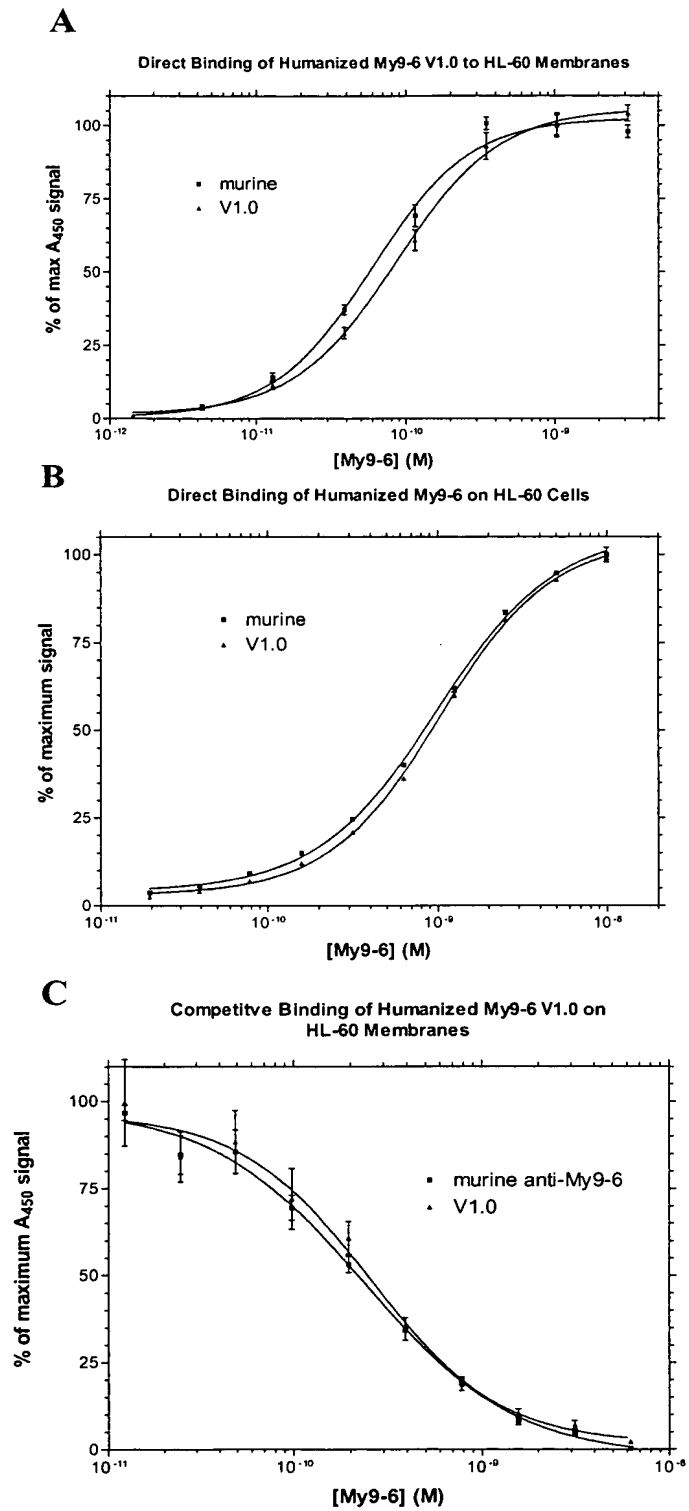 A
Direct Binding of Humanized My9-6 V1.0 to HL-60 Membranes
% of max A450 signal
100
75
50
25
0
murine
V1.0
10-12
10-11
10-10
10-9
[My9-6] (M)
B
Direct Binding of Humanized My9-6 on HL-60 Cells
% of maximum signal
100
75
50
25
0
murine
V1.0
10-11
10-10
10-9
10-8
[My9-6] (M)
C
Competitve Binding of Humanized My9-6 V1.0 on
HL-60 Membranes
% of maximum A450 signal
100
75
50
25
0
murine anti-My9-6
V1.0
10-11
10-10
10-9
10-8
[My9-6] (M)